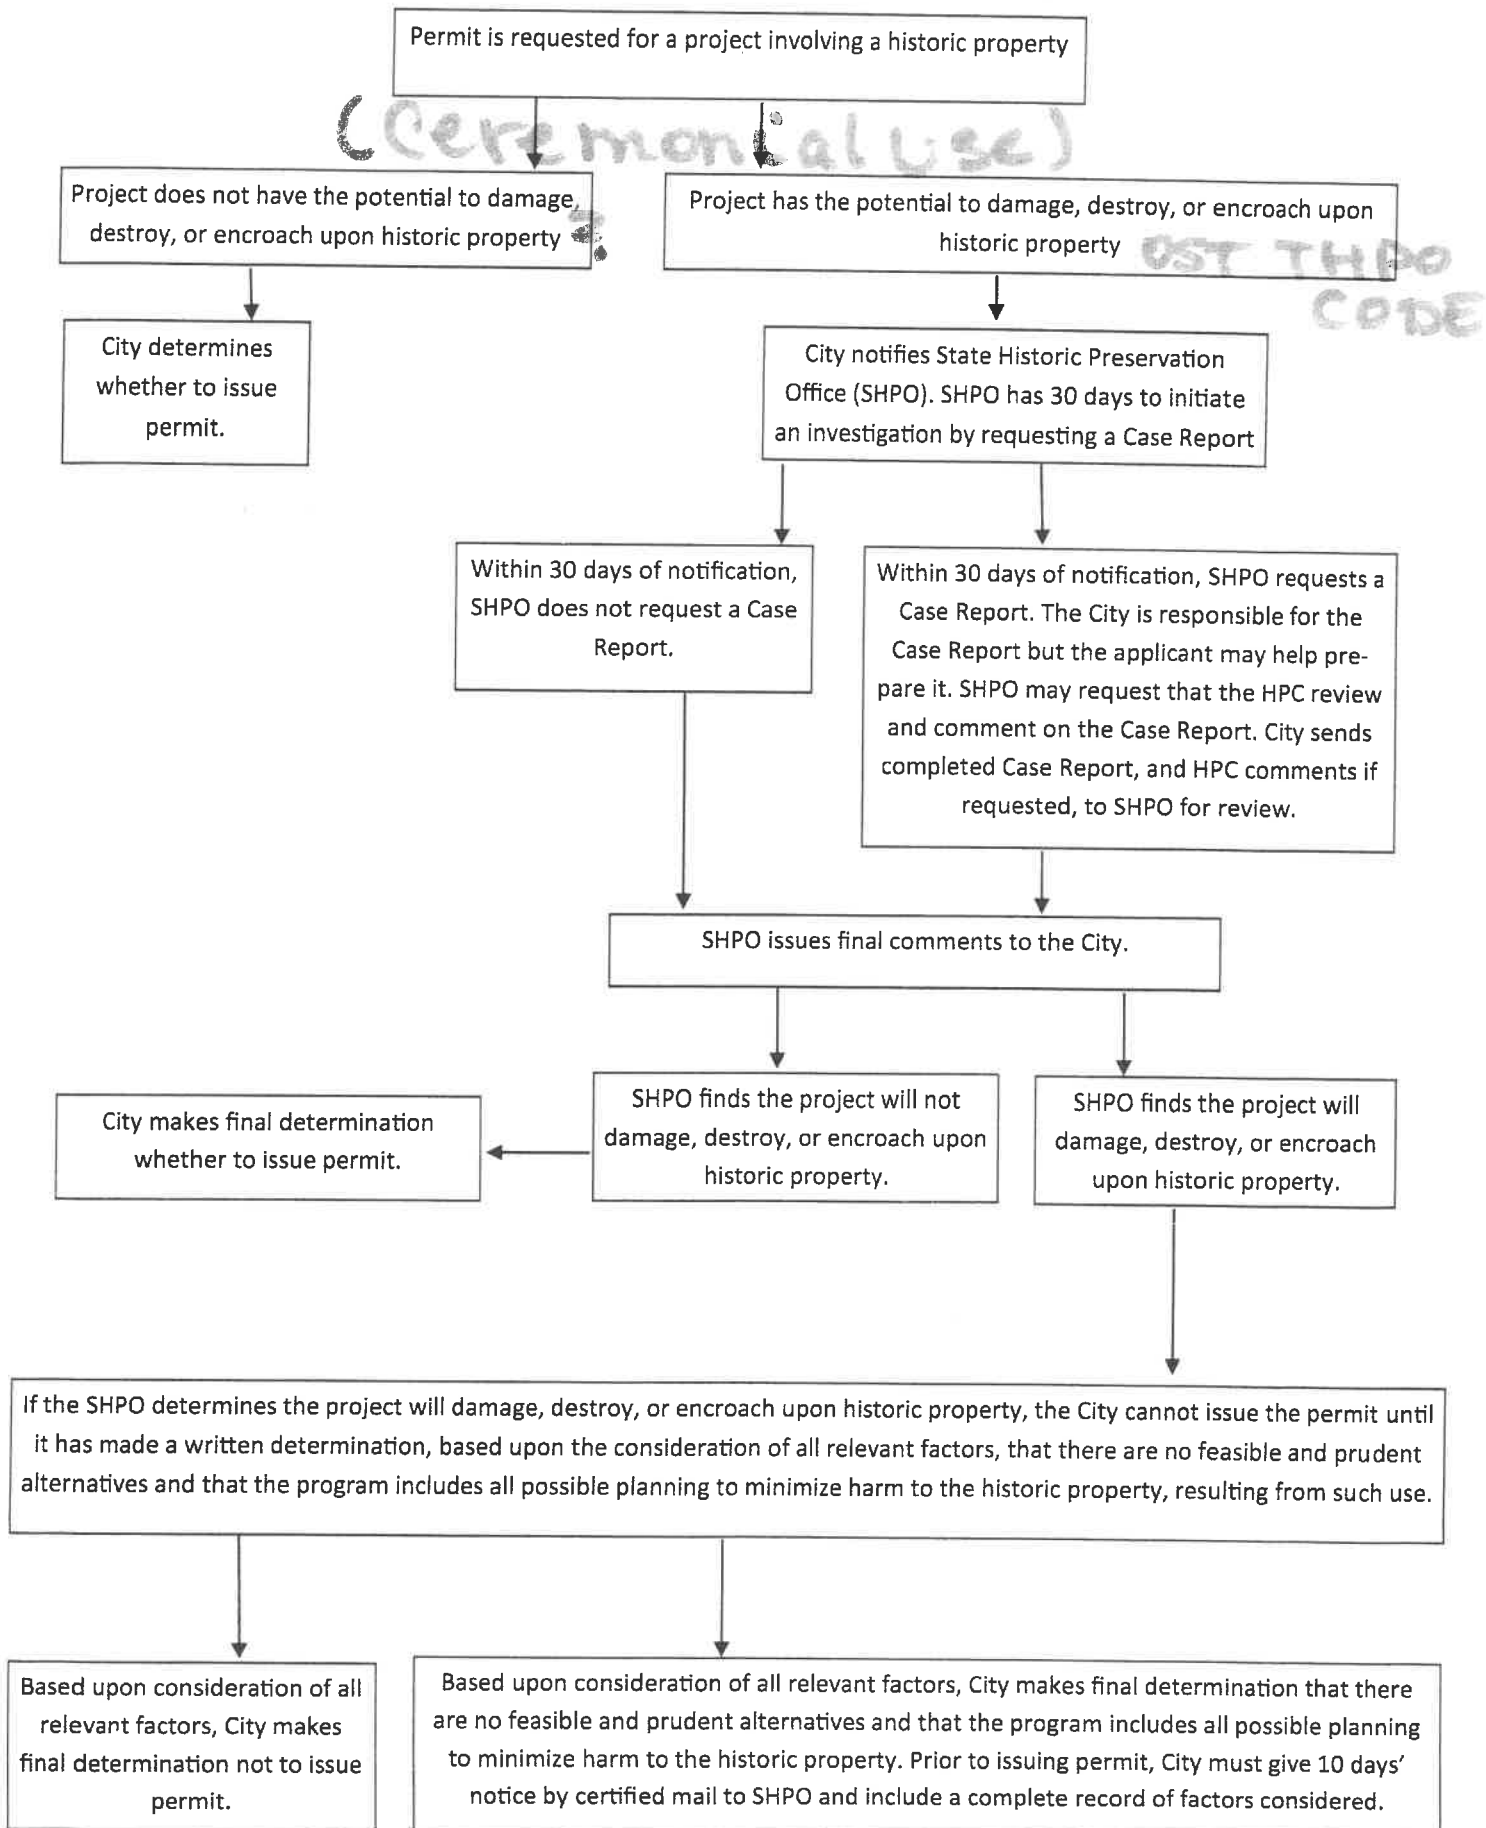 Permit is requested for a project involving a historic property
(Ceremonial Use)
Project does not have the potential to damage,
destroy, or encroach upon historic property ?
Project has the potential to damage, destroy, or encroach upon
historic property OST THPO
CODE
City determines
whether to issue
permit.
City notifies State Historic Preservation
Office (SHPO). SHPO has 30 days to initiate
an investigation by requesting a Case Report
Within 30 days of notification,
SHPO does not request a Case
Report.
Within 30 days of notification, SHPO requests a
Case Report. The City is responsible for the
Case Report but the applicant may help pre-
pare it. SHPO may request that the HPC review
and comment on the Case Report. City sends
completed Case Report, and HPC comments if
requested, to SHPO for review.
SHPO issues final comments to the City.
City makes final determination
whether to issue permit.
SHPO finds the project will not
damage, destroy, or encroach upon
historic property.
SHPO finds the project will
damage, destroy, or encroach
upon historic property.
If the SHPO determines the project will damage, destroy, or encroach upon historic property, the City cannot issue the permit until
it has made a written determination, based upon the consideration of all relevant factors, that there are no feasible and prudent
alternatives and that the program includes all possible planning to minimize harm to the historic property, resulting from such use.
Based upon consideration of all
relevant factors, City makes
final determination not to issue
permit.
Based upon consideration of all relevant factors, City makes final determination that there
are no feasible and prudent alternatives and that the program includes all possible planning
to minimize harm to the historic property. Prior to issuing permit, City must give 10 days'
notice by certified mail to SHPO and include a complete record of factors considered.